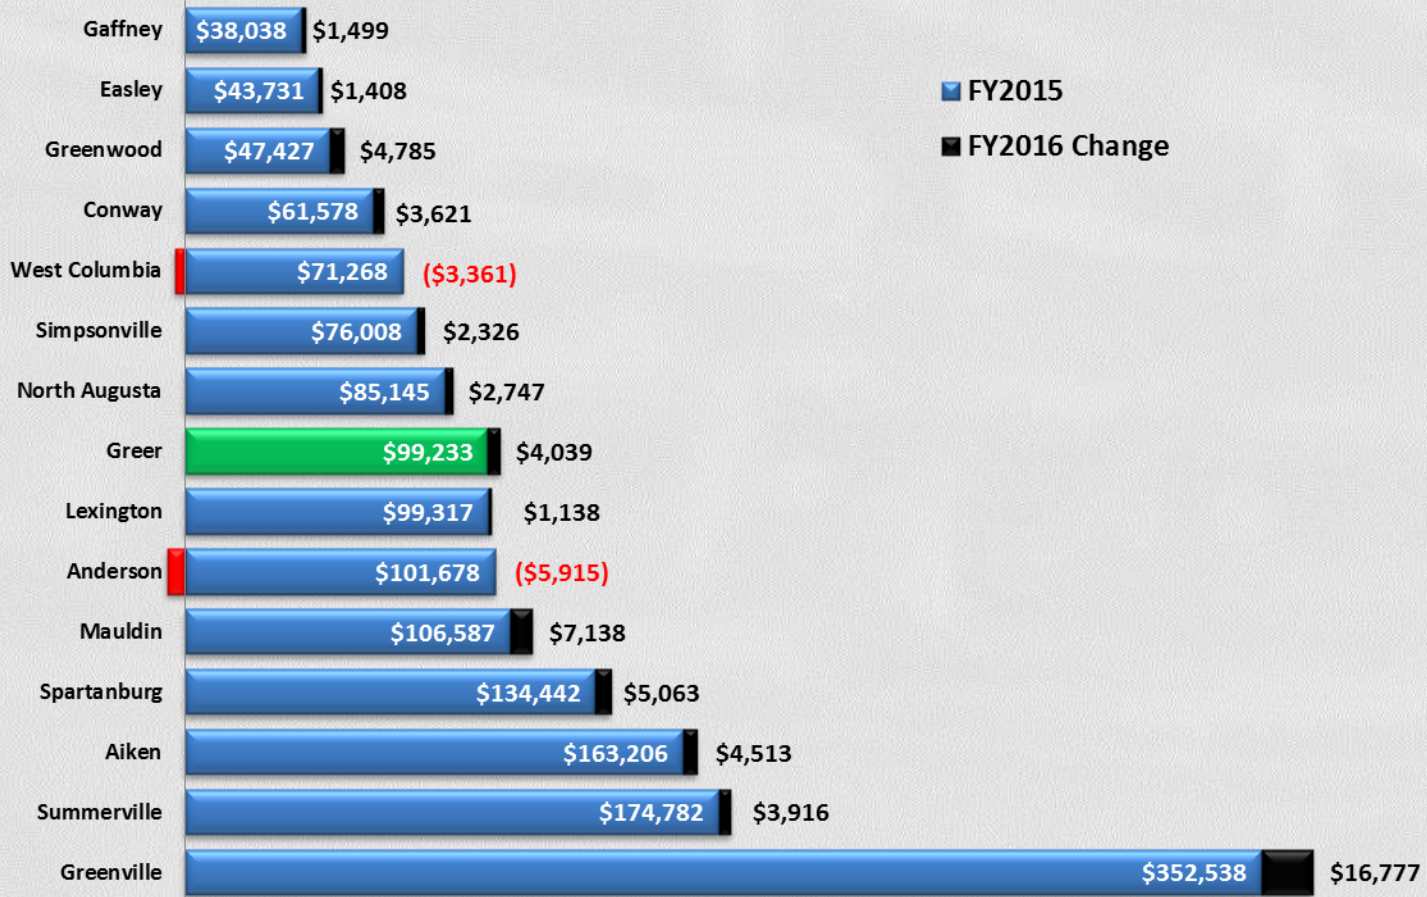 Gaffney $38,038 $1,499
Easley $43,731 $1,408
FY2015
Greenwood $47,427 $4,785
FY2016 Change
Conway $61,578 $3,621
West Columbia $71,268 ($3,361)
Simpsonville $76,008 $2,326
North Augusta $85,145 $2,747
Greer $99,233 $4,039
Lexington $99,317 $1,138
Anderson $101,678 ($5,915)
Mauldin $106,587 $7,138
Spartanburg $134,442 $5,063
Aiken $163,206 $4,513
Summerville $174,782 $3,916
Greenville $352,538 $16,777